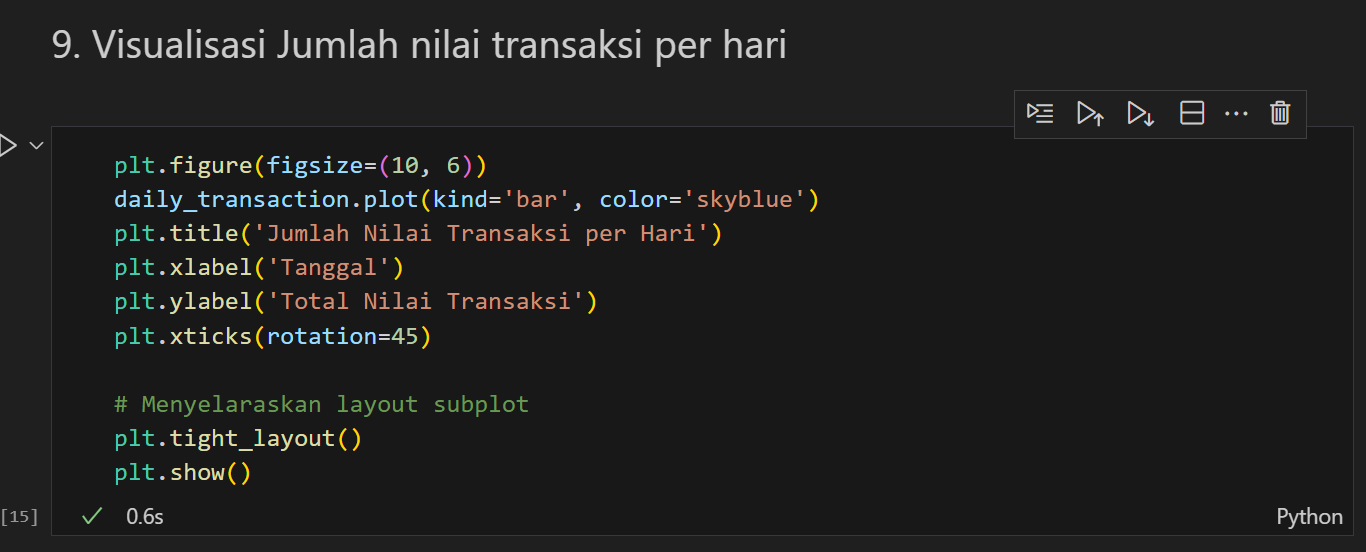 9. Visualisasi Jumlah nilai transaksi per hari
plt.figure(figsize=(10, 6))
daily_transaction.plot(kind='bar', color='skyblue')
plt.title('Jumlah Nilai Transaksi per Hari')
plt.xlabel('Tanggal')
plt.ylabel('Total Nilai Transaksi')
plt.xticks(rotation=45)
# Menyelaraskan layout subplot
plt.tight_layout()
plt.show()
[15] 0.6s Python